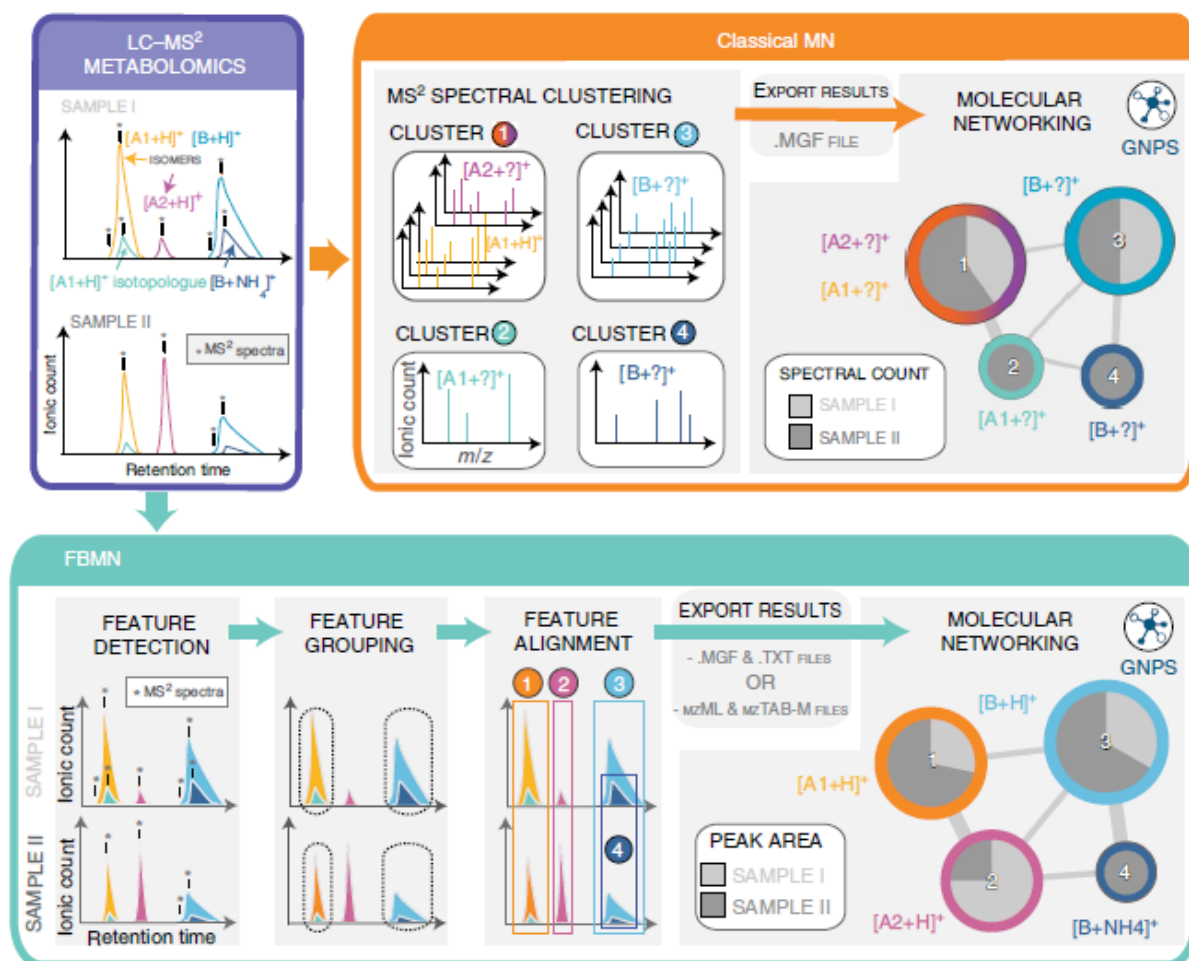 LC–MS²
METABOLOMICS
SAMPLE I
[A1+H]⁺ [B+H]⁺
ISOMERS
[A2+H]⁺
[A1+H]⁺ isotopologue [B+NH₄]⁺
SAMPLE II
* MS² spectra
Ionic count
Retention time
Classical MN
MS² SPECTRAL CLUSTERING
CLUSTER 1
[A2+?]⁺
[A1+H]⁺
CLUSTER 3
[B+?]⁺
CLUSTER 2
[A1+?]⁺
Ionic count
m/z
CLUSTER 4
[B+?]⁺
EXPORT RESULTS
.MGF FILE
MOLECULAR
NETWORKING
GNPS
[B+?]⁺
[A2+?]⁺
[A1+?]⁺
1
3
2
4
[A1+?]⁺
[B+?]⁺
SPECTRAL COUNT
SAMPLE I
SAMPLE II
FBMN
FEATURE
DETECTION
* MS² spectra
SAMPLE I
Ionic count
SAMPLE II
Ionic count
Retention time
FEATURE
GROUPING
FEATURE
ALIGNMENT
1 2 3
4
EXPORT RESULTS
- .MGF & .TXT FILES
OR
- MZML & MZTAB-M FILES
MOLECULAR
NETWORKING
GNPS
[B+H]⁺
1
3
[A1+H]⁺
2
4
[A2+H]⁺
[B+NH4]⁺
PEAK AREA
SAMPLE I
SAMPLE II